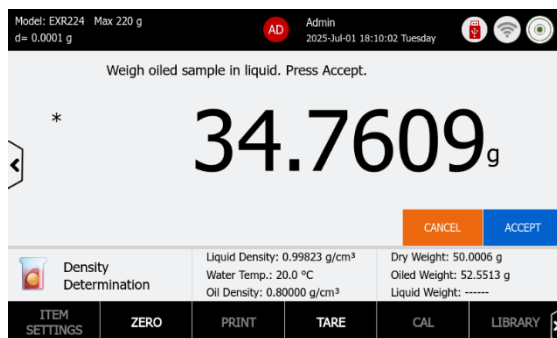 Model: EXR224 Max 220 g
d= 0.0001 g
AD
Admin
2025-Jul-01 18:10:02 Tuesday
Weigh oiled sample in liquid. Press Accept.
*
34.7609 g
CANCEL
ACCEPT
Density
Determination
Liquid Density: 0.99823 g/cm³
Water Temp.: 20.0 °C
Oil Density: 0.80000 g/cm³
Dry Weight: 50.0006 g
Oiled Weight: 52.5513 g
Liquid Weight: ------
ITEM
SETTINGS
ZERO
PRINT
TARE
CAL
LIBRARY